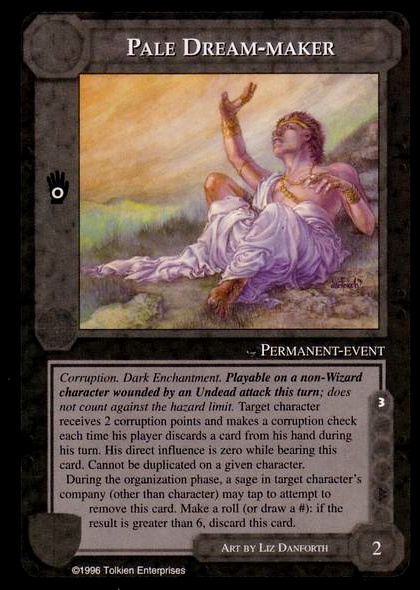 PALE DREAM-MAKER
PERMANENT-EVENT
Corruption. Dark Enchantment. Playable on a non-Wizard
character wounded by an Undead attack this turn; does
not count against the hazard limit. Target character
receives 2 corruption points and makes a corruption check
each time his player discards a card from his hand during
his turn. His direct influence is zero while bearing this
card. Cannot be duplicated on a given character.
During the organization phase, a sage in target character's
company (other than character) may tap to attempt to
remove this card. Make a roll (or draw a #): if the
result is greater than 6, discard this card.
3
ART BY LIZ DANFORTH
2
©1996 Tolkien Enterprises